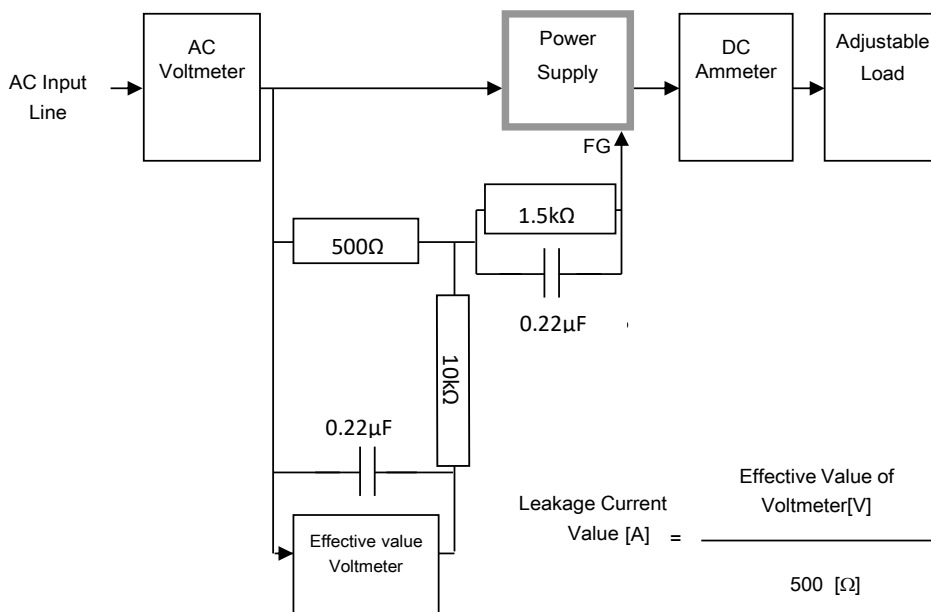 AC Input
Line
AC
Voltmeter
Power
Supply
DC
Ammeter
Adjustable
Load
FG
1.5kΩ
500Ω
0.22µF
10kΩ
0.22µF
Effective value
Voltmeter
Leakage Current
Value [A]
=
Effective Value of
Voltmeter[V]
500 [Ω]